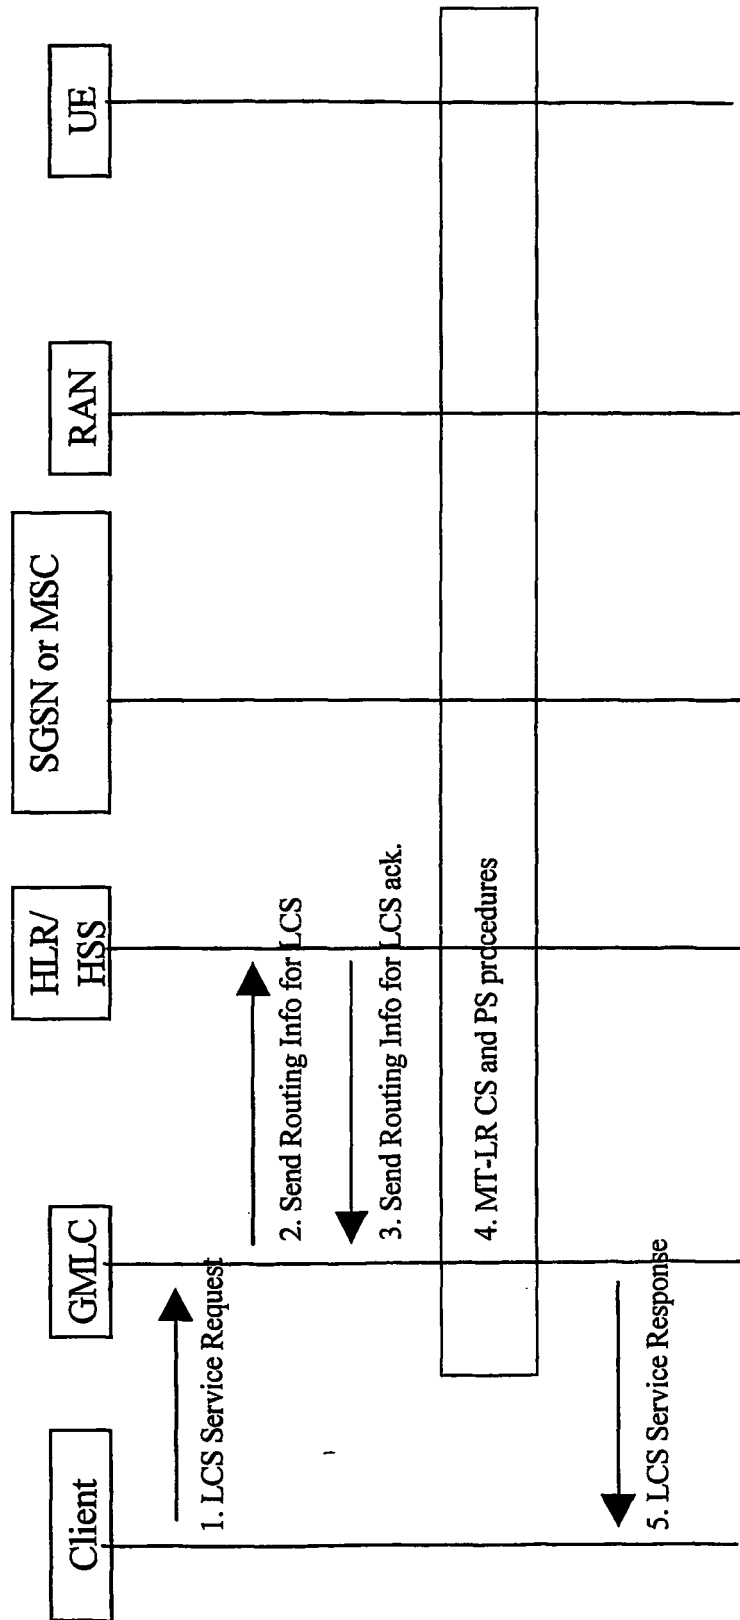 Client
GMLC
HLR/
HSS
SGSN or MSC
RAN
UE
1. LCS Service Request
2. Send Routing Info for LCS
3. Send Routing Info for LCS ack.
4. MT-LR CS and PS procedures
5. LCS Service Response